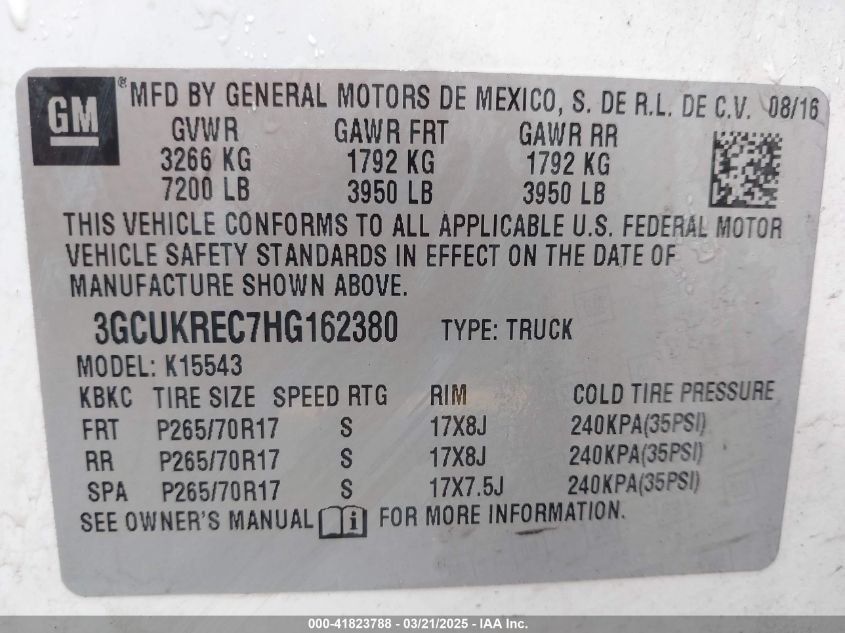 GM ® MFD BY GENERAL MOTORS DE MEXICO, S. DE R.L. DE C.V. 08/16
GVWR GAWR FRT GAWR RR
3266 KG 1792 KG 1792 KG
7200 LB 3950 LB 3950 LB
THIS VEHICLE CONFORMS TO ALL APPLICABLE U.S. FEDERAL MOTOR
VEHICLE SAFETY STANDARDS IN EFFECT ON THE DATE OF
MANUFACTURE SHOWN ABOVE.
3GCUKREC7HG162380 TYPE: TRUCK
MODEL: K15543
KBKC TIRE SIZE SPEED RTG RIM COLD TIRE PRESSURE
FRT P265/70R17 S 17X8J 240KPA(35PSI)
RR P265/70R17 S 17X8J 240KPA(35PSI)
SPA P265/70R17 S 17X7.5J 240KPA(35PSI)
SEE OWNER'S MANUAL i FOR MORE INFORMATION.
000-41823788 - 03/21/2025 - IAA Inc.